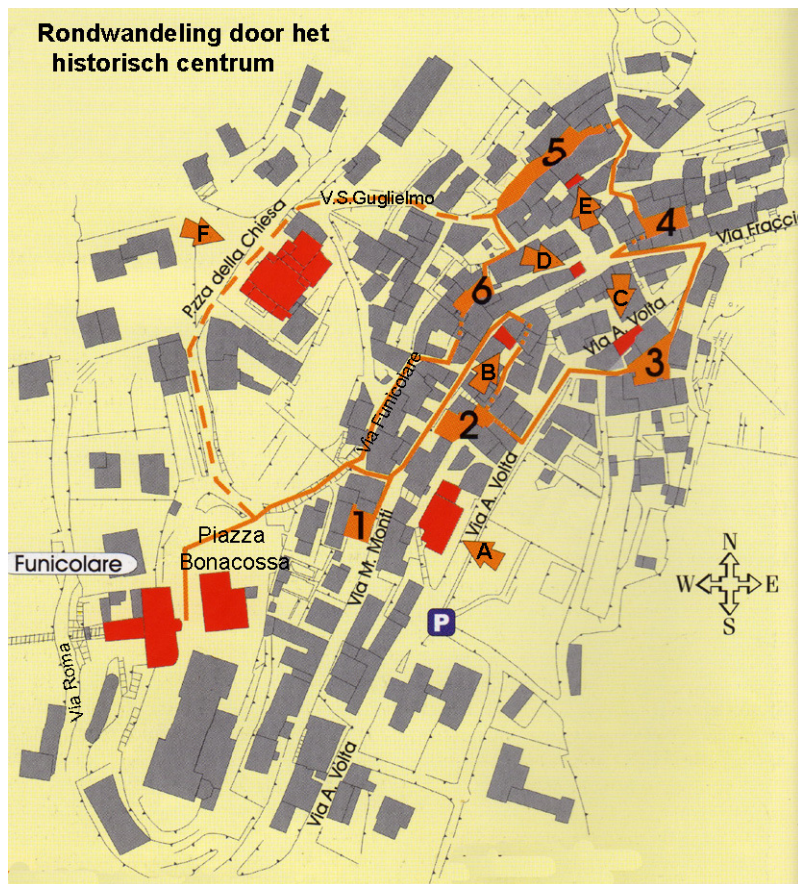 Rondwandeling door het
historisch centrum
5
V.S.Guglielmo
E
4
F
Via Fraccio
Pzza della Chiesa
D
6
C
Via A. Volta
3
B
Via Funicolare
2
Via A. Volta
1
Via M. Monti
A
Piazza
Bonacossa
Funicolare
N
W E
S
P
Via Roma
Via A. Volta